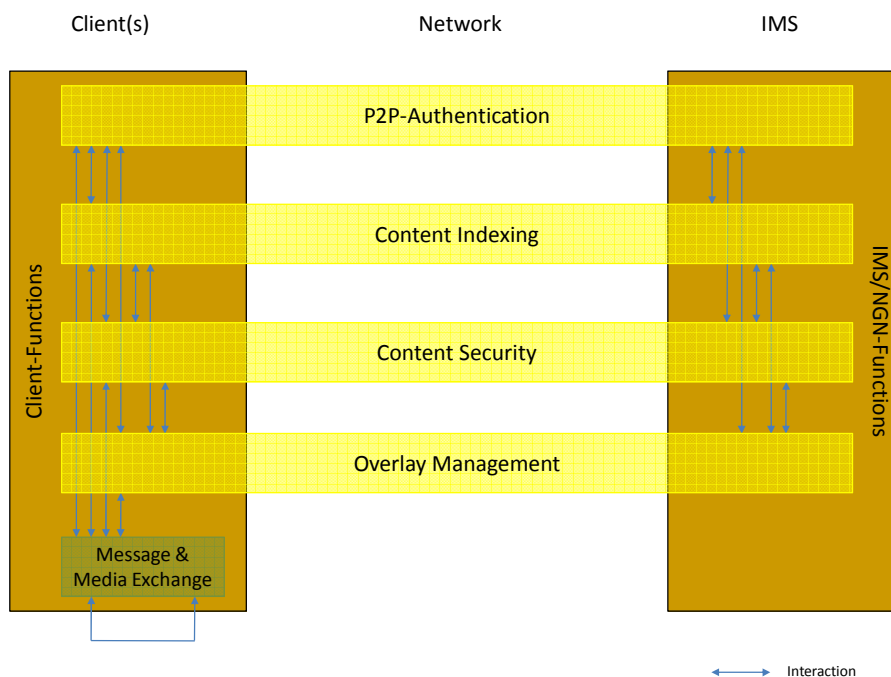 Client(s)
Network
IMS
P2P-Authentication
Content Indexing
Content Security
Overlay Management
Client-Functions
IMS/NGN-Functions
Message &
Media Exchange
Interaction